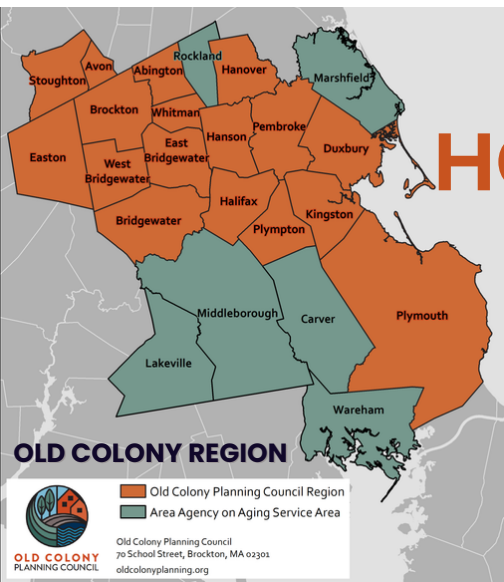 Rockland
Avon
Stoughton
Abington
Hanover
Marshfield
Brockton
Whitman
Hanson
Pembroke
Duxbury
Easton
West
Bridgewater
East
Bridgewater
Bridgewater
Halifax
Kingston
Plympton
Middleborough
Carver
Plymouth
Lakeville
Wareham
HO
OLD COLONY REGION
Old Colony Planning Council Region
Area Agency on Aging Service Area
OLD COLONY
PLANNING COUNCIL
Old Colony Planning Council
70 School Street, Brockton, MA 02301
oldcolonyplanning.org